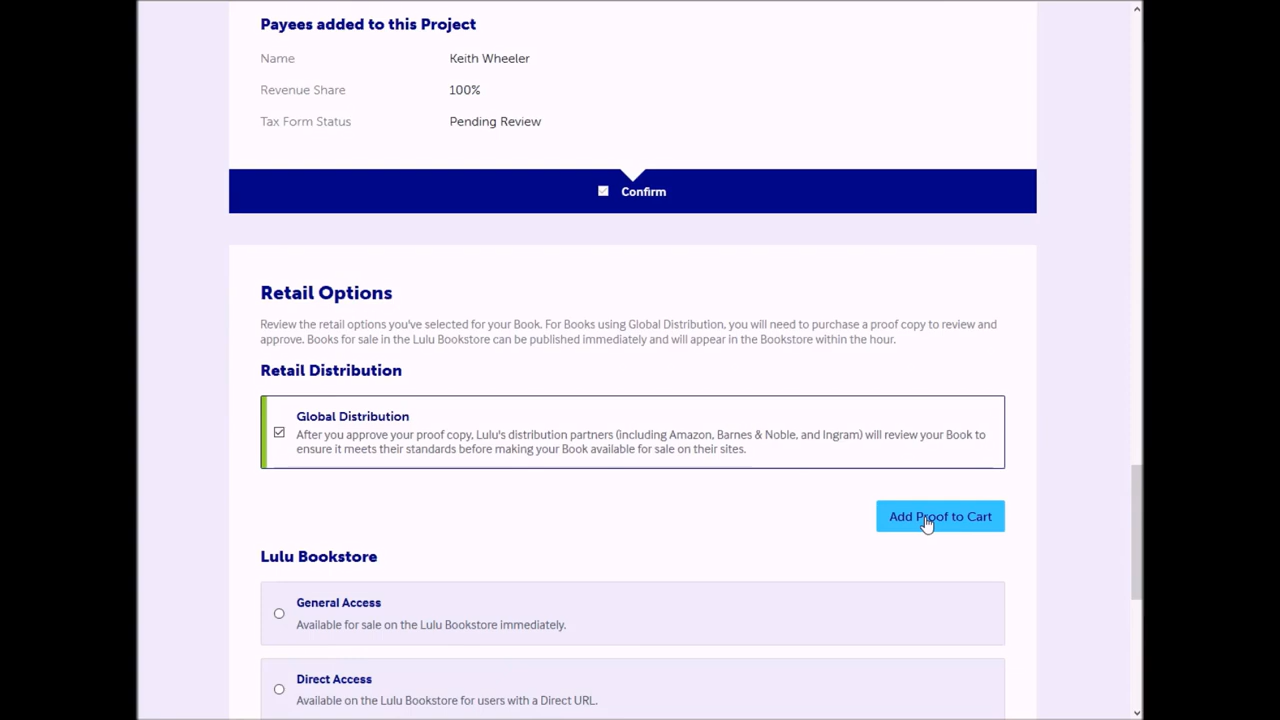 Payees added to this Project
Name Keith Wheeler
Revenue Share 100%
Tax Form Status Pending Review
Confirm
Retail Options
Review the retail options you've selected for your Book. For Books using Global Distribution, you will need to purchase a proof copy to review and
approve. Books for sale in the Lulu Bookstore can be published immediately and will appear in the Bookstore within the hour.
Retail Distribution
Global Distribution
After you approve your proof copy, Lulu's distribution partners (including Amazon, Barnes & Noble, and Ingram) will review your Book to
ensure it meets their standards before making your Book available for sale on their sites.
Add Proof to Cart
Lulu Bookstore
General Access
Available for sale on the Lulu Bookstore immediately.
Direct Access
Available on the Lulu Bookstore for users with a Direct URL.